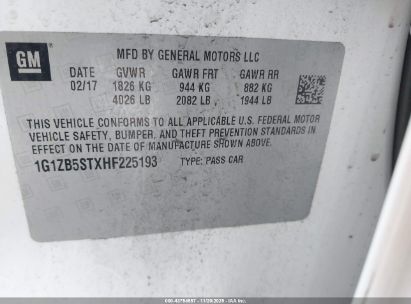 GM
MFD BY GENERAL MOTORS LLC
DATE GVWR GAWR FRT GAWR RR
02/17 1826 KG 944 KG 882 KG
4026 LB 2082 LB 1944 LB
THIS VEHICLE CONFORMS TO ALL APPLICABLE U.S. FEDERAL MOTOR
VEHICLE SAFETY, BUMPER, AND THEFT PREVENTION STANDARDS IN
EFFECT ON THE DATE OF MANUFACTURE SHOWN ABOVE.
1G1ZB5STXHF225193 TYPE: PASS CAR